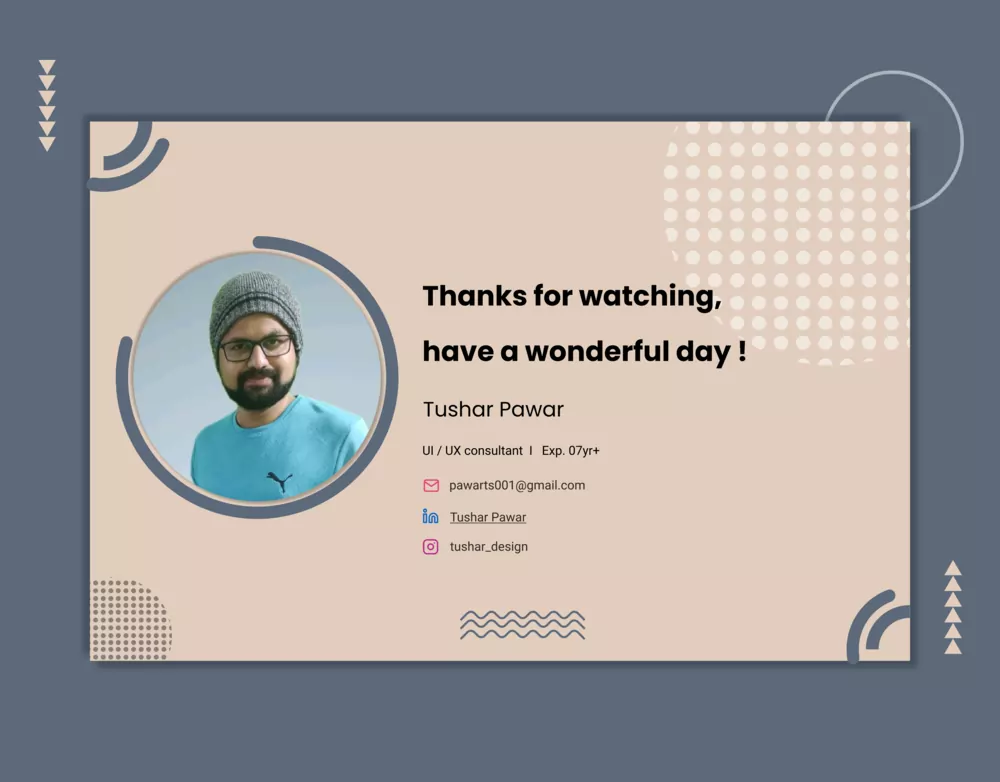 Thanks for watching,
have a wonderful day !
Tushar Pawar
UI / UX consultant I Exp. 07yr+
pawarts001@gmail.com
in Tushar Pawar
tushar_design